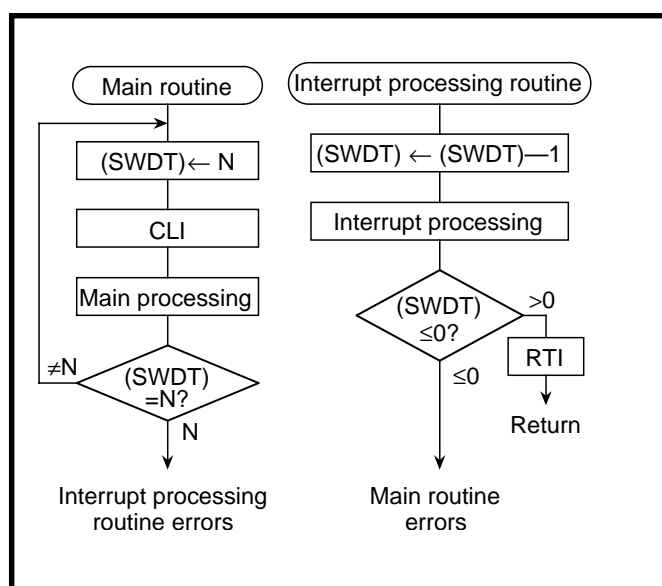 Main routine
(SWDT)← N
CLI
Main processing
≠N
(SWDT)
=N?
N
Interrupt processing
routine errors
Interrupt processing routine
(SWDT) ← (SWDT)—1
Interrupt processing
(SWDT)
≤0?
>0
RTI
Return
≤0
Main routine
errors